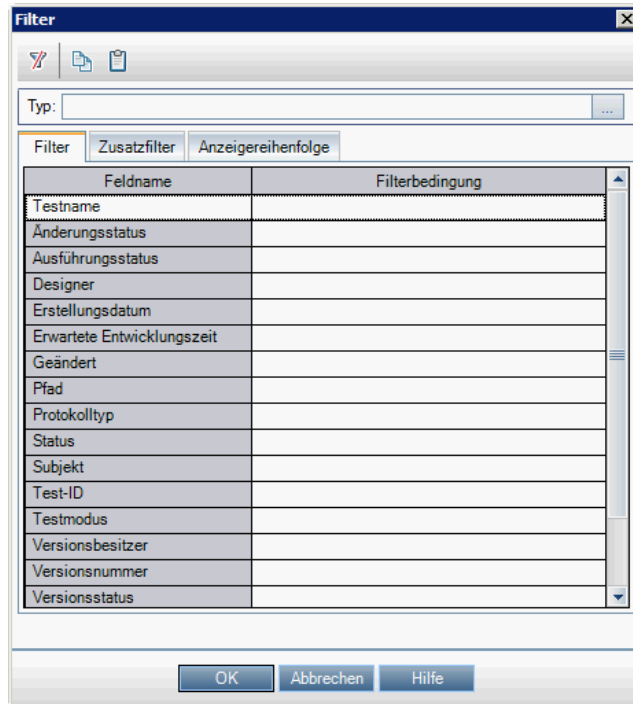 Filter
Typ:
...
Filter Zusatzfilter Anzeigereihenfolge
Feldname Filterbedingung
Testname
Änderungsstatus
Ausführungsstatus
Designer
Erstellungsdatum
Erwartete Entwicklungszeit
Geändert
Pfad
Protokolltyp
Status
Subjekt
Test-ID
Testmodus
Versionsbesitzer
Versionsnummer
Versionsstatus
OK Abbrechen Hilfe